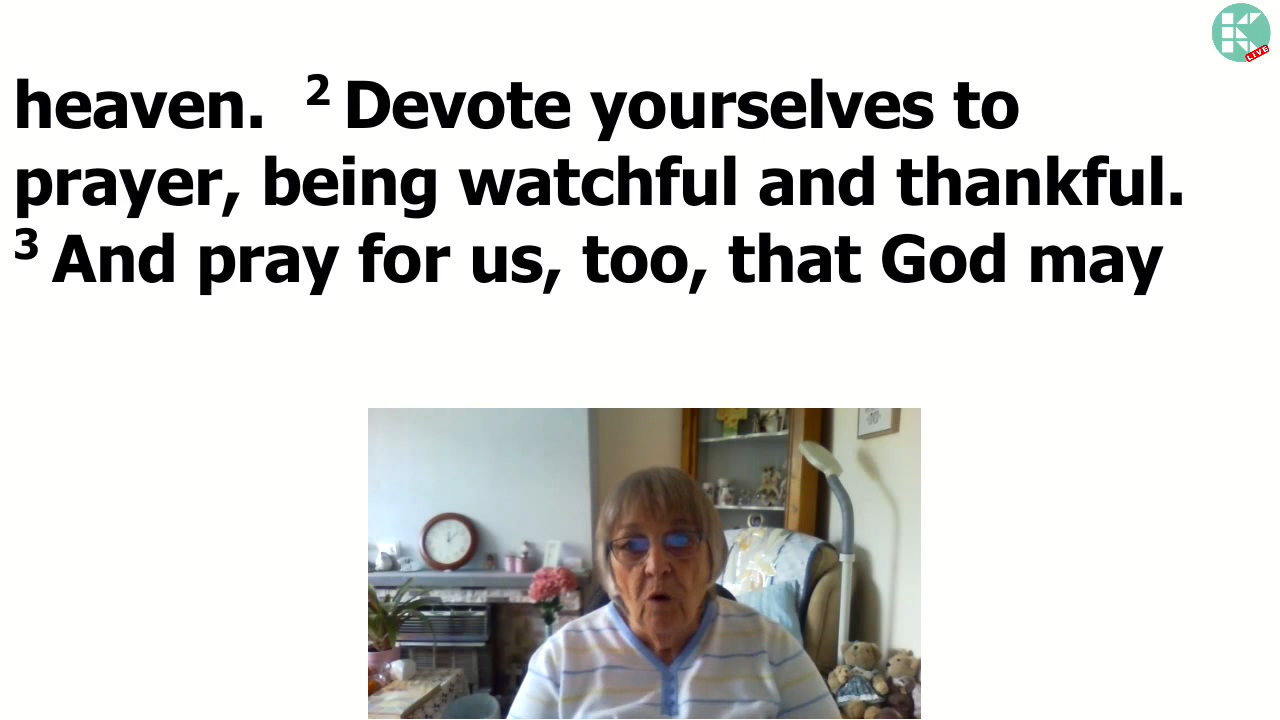 heaven. ² Devote yourselves to
prayer, being watchful and thankful.
³ And pray for us, too, that God may
K
LIVE